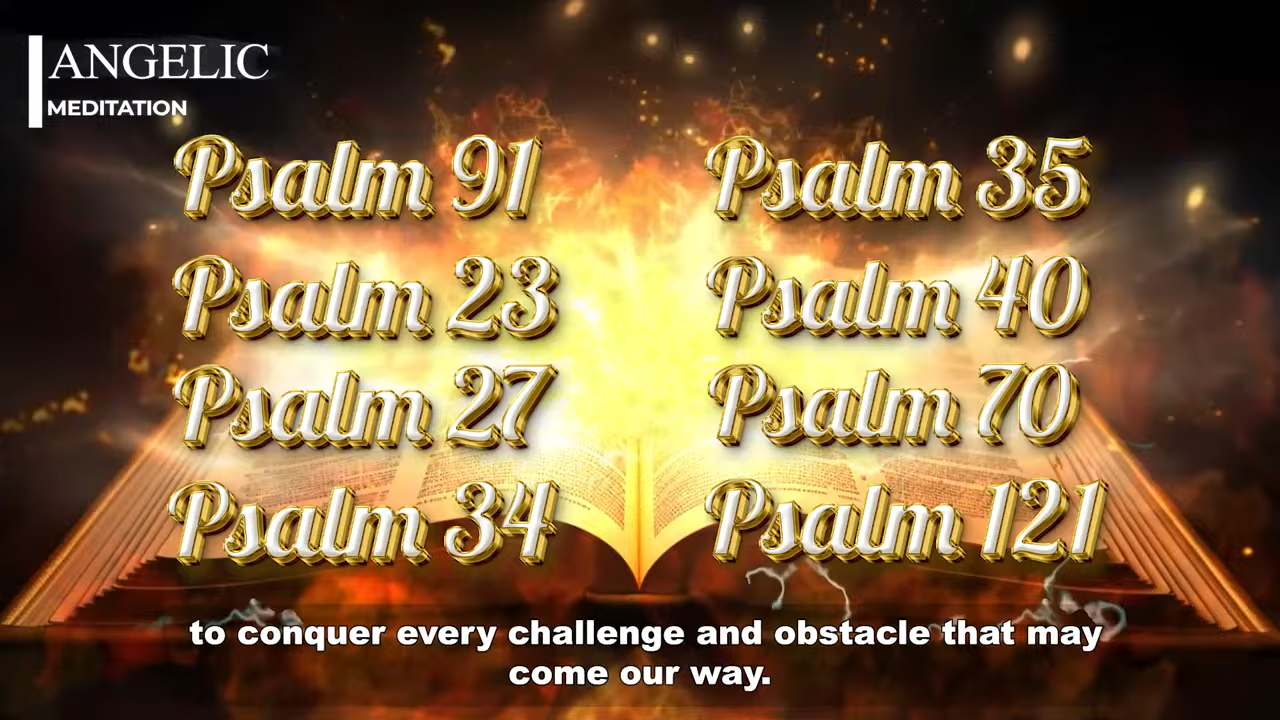 ANGELIC
MEDITATION
Psalm 91
Psalm 23
Psalm 27
Psalm 34
Psalm 35
Psalm 40
Psalm 70
Psalm 121
to conquer every challenge and obstacle that may
come our way.